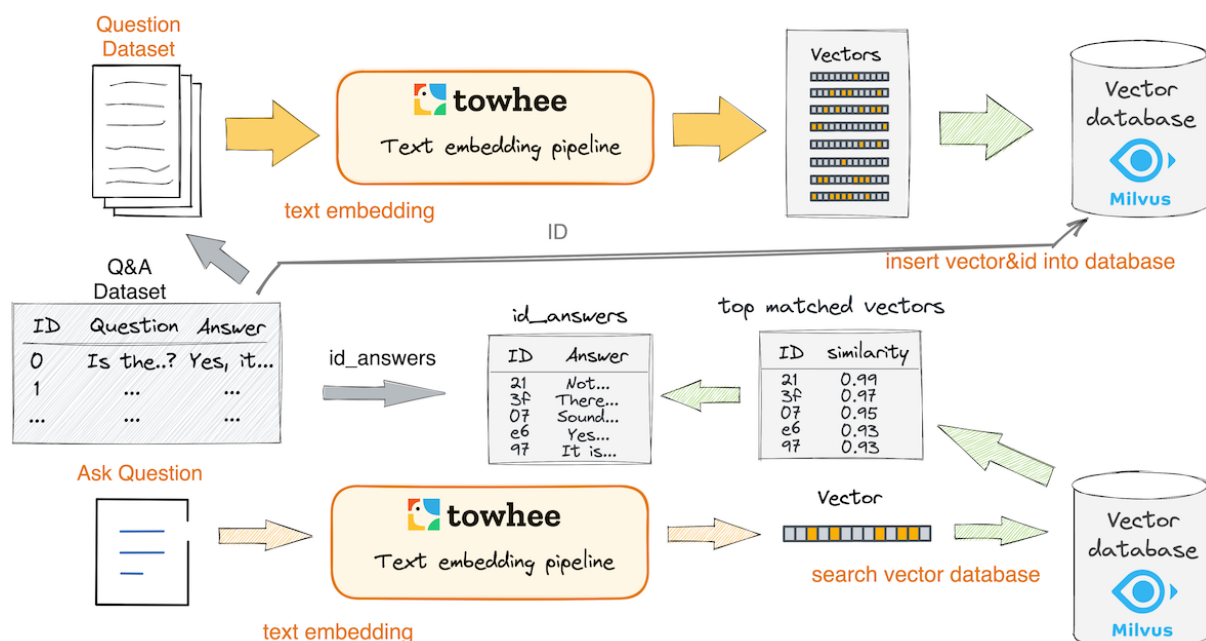 Question
Dataset
towhee
Text embedding pipeline
text embedding
Vectors
Vector
database
Milvus
ID
insert vector&id into database
Q&A
Dataset
ID Question Answer
0 Is the..? Yes, it...
1 ... ...
... ... ...
id_answers
id_answers
ID Answer
21 Not...
3f There...
07 Sound...
e6 Yes...
97 It is...
top matched vectors
ID similarity
21 0.99
3f 0.97
07 0.95
e6 0.93
97 0.93
Ask Question
towhee
Text embedding pipeline
text embedding
Vector
search vector database
Vector
database
Milvus